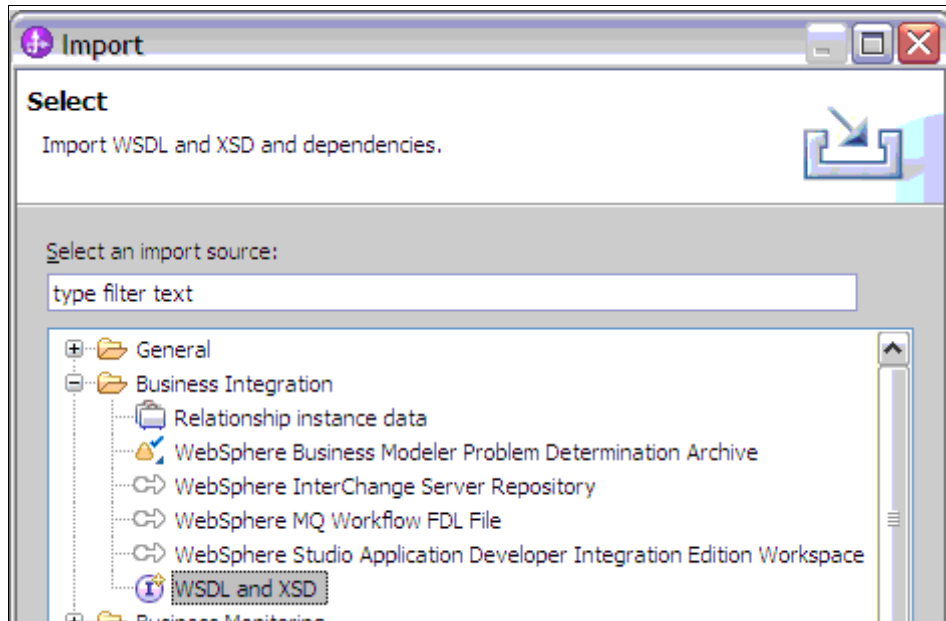 Import
Select
Import WSDL and XSD and dependencies.
Select an import source:
type filter text
General
Business Integration
Relationship instance data
WebSphere Business Modeler Problem Determination Archive
WebSphere InterChange Server Repository
WebSphere MQ Workflow FDL File
WebSphere Studio Application Developer Integration Edition Workspace
WSDL and XSD
Business Monitoring